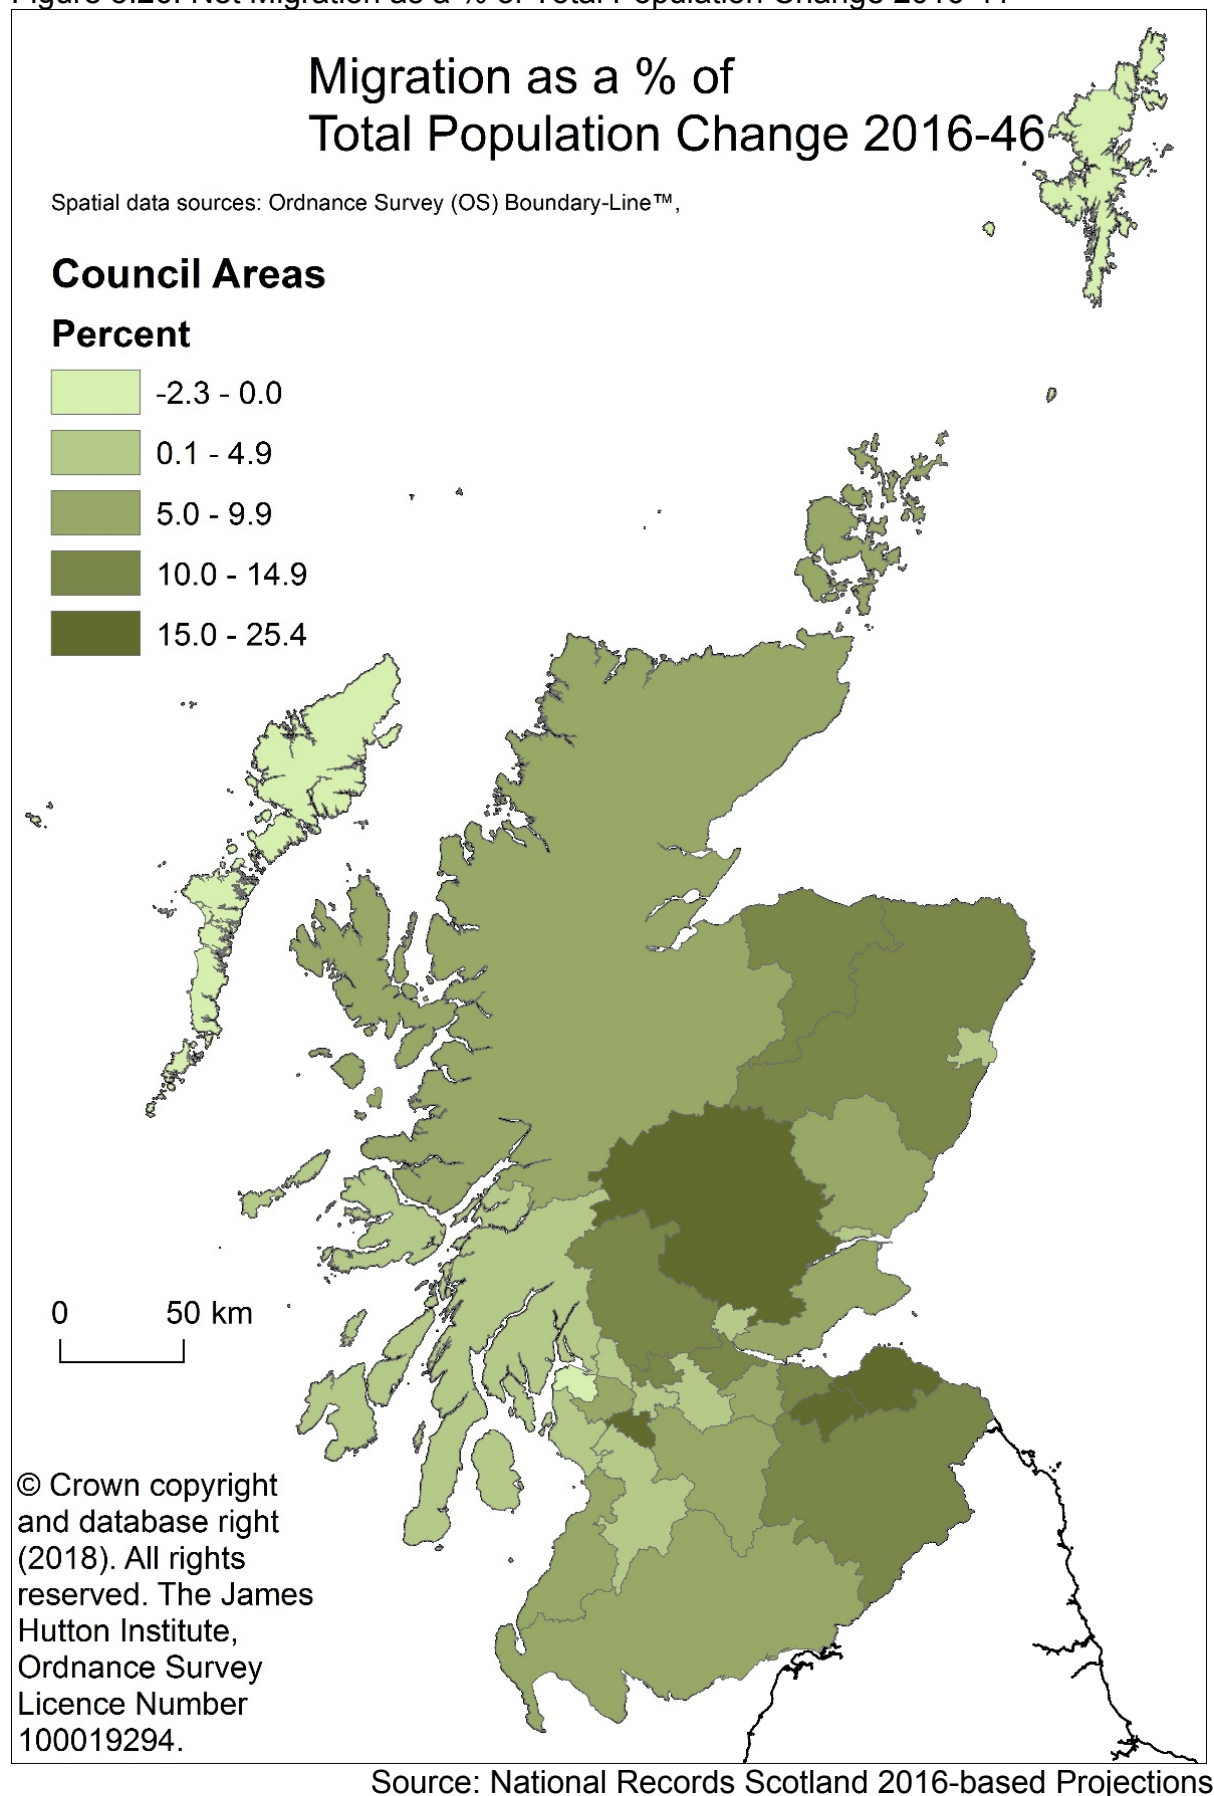 Migration as a % of
Total Population Change 2016-46
Spatial data sources: Ordnance Survey (OS) Boundary-Line™,
Council Areas
Percent
-2.3 - 0.0
0.1 - 4.9
5.0 - 9.9
10.0 - 14.9
15.0 - 25.4
0 50 km
© Crown copyright
and database right
(2018). All rights
reserved. The James
Hutton Institute,
Ordnance Survey
Licence Number
100019294.
Source: National Records Scotland 2016-based Projections